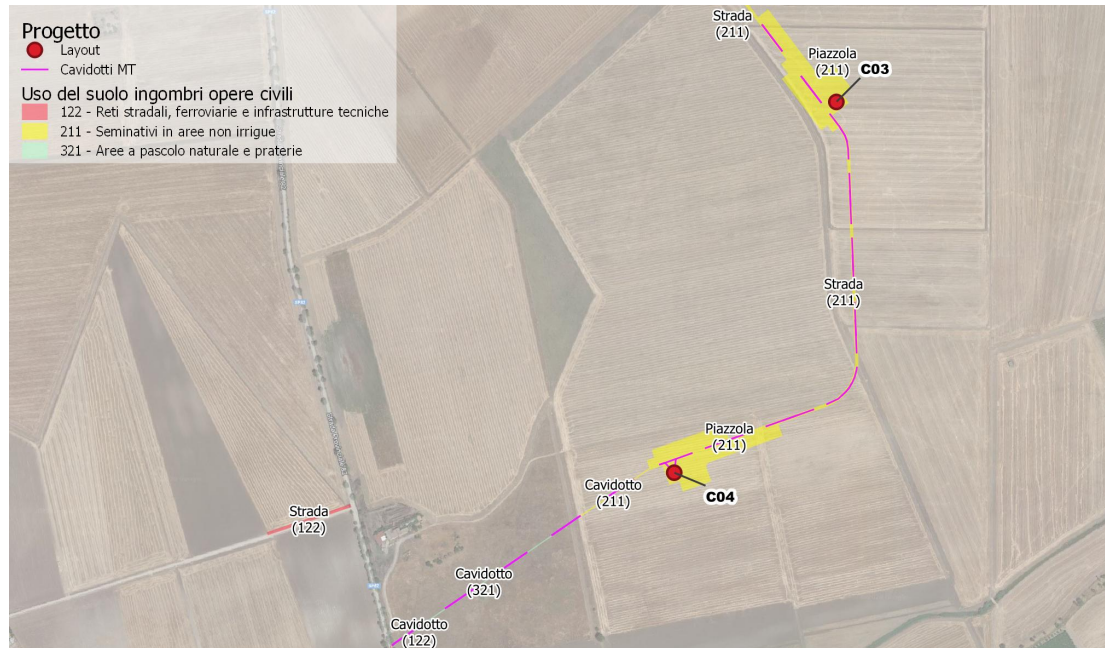 Progetto
Layout
Cavidotti MT
Uso del suolo ingombri opere civili
122 - Reti stradali, ferroviarie e infrastrutture tecniche
211 - Seminativi in aree non irrigue
321 - Aree a pascolo naturale e praterie
Strada
(211)
Piazzola
(211)
C03
Strada
(211)
Piazzola
(211)
C04
Cavidotto
(211)
Strada
(122)
Cavidotto
(321)
Cavidotto
(122)